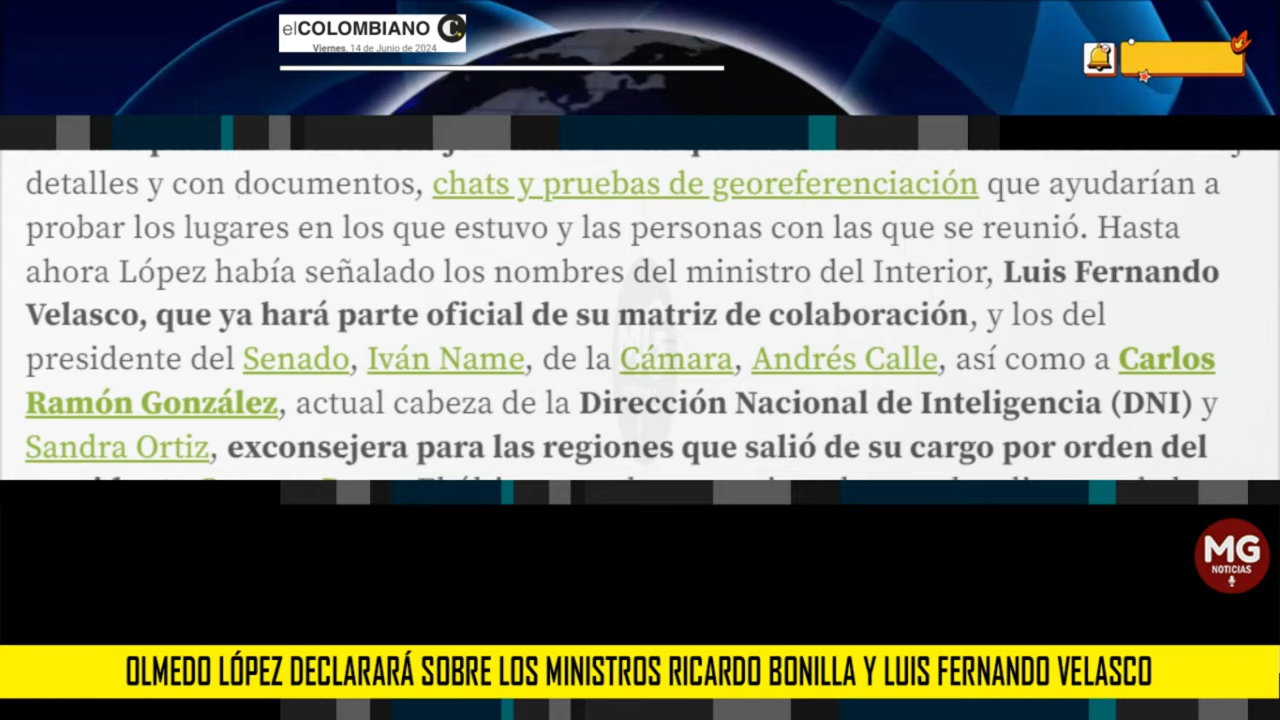 elCOLOMBIANO C
Viernes, 14 de Junio de 2024
detalles y con documentos, chats y pruebas de georeferenciación que ayudarían a
probar los lugares en los que estuvo y las personas con las que se reunió. Hasta
ahora López había señalado los nombres del ministro del Interior, Luis Fernando
Velasco, que ya hará parte oficial de su matriz de colaboración, y los del
presidente del Senado, Iván Name, de la Cámara, Andrés Calle, así como a Carlos
Ramón González, actual cabeza de la Dirección Nacional de Inteligencia (DNI) y
Sandra Ortiz, exconsejera para las regiones que salió de su cargo por orden del
MG
NOTICIAS
OLMEDO LÓPEZ DECLARARÁ SOBRE LOS MINISTROS RICARDO BONILLA Y LUIS FERNANDO VELASCO